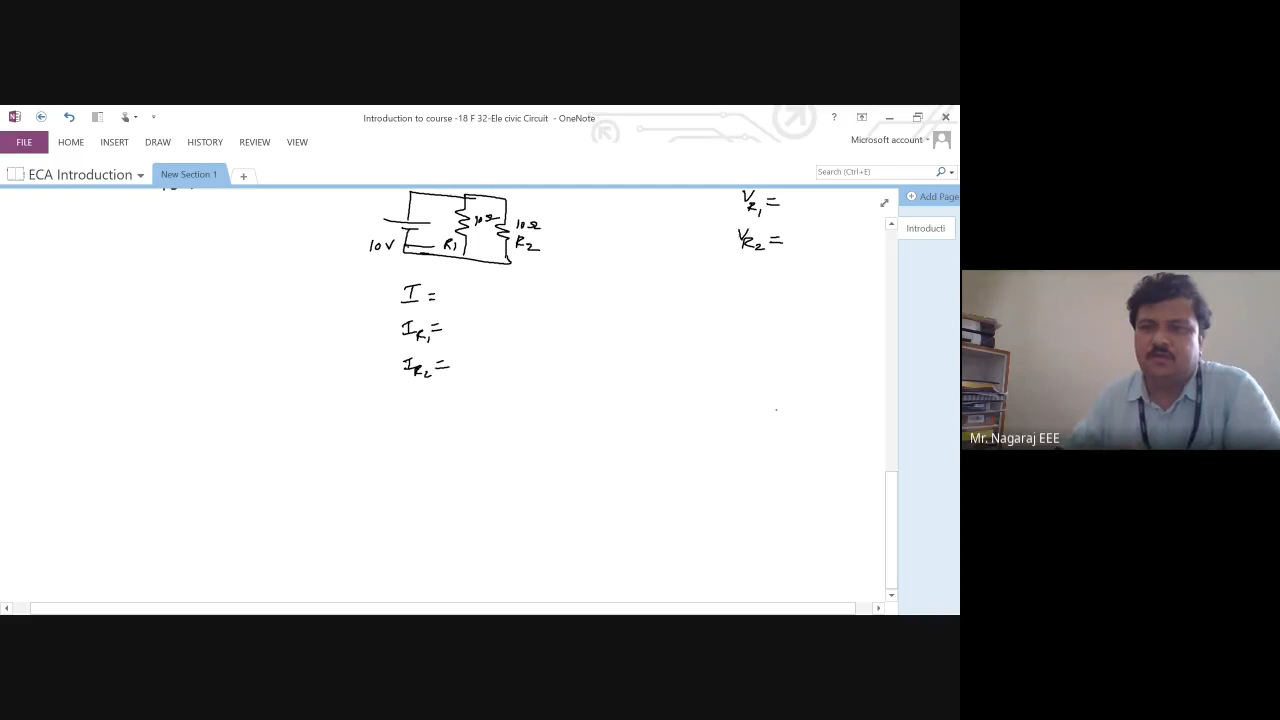 Introduction to course -18 F 32-Ele civic Circuit - OneNote
?
FILE
HOME
INSERT
DRAW
HISTORY
REVIEW
VIEW
Microsoft account
ECA Introduction
New Section 1
+
Search (Ctrl+E)
Add Page
Introducti
10V
R1
10Ω
10Ω
R2
VR1 =
VR2 =
I =
IR1 =
IR2 =
Mr. Nagaraj EEE